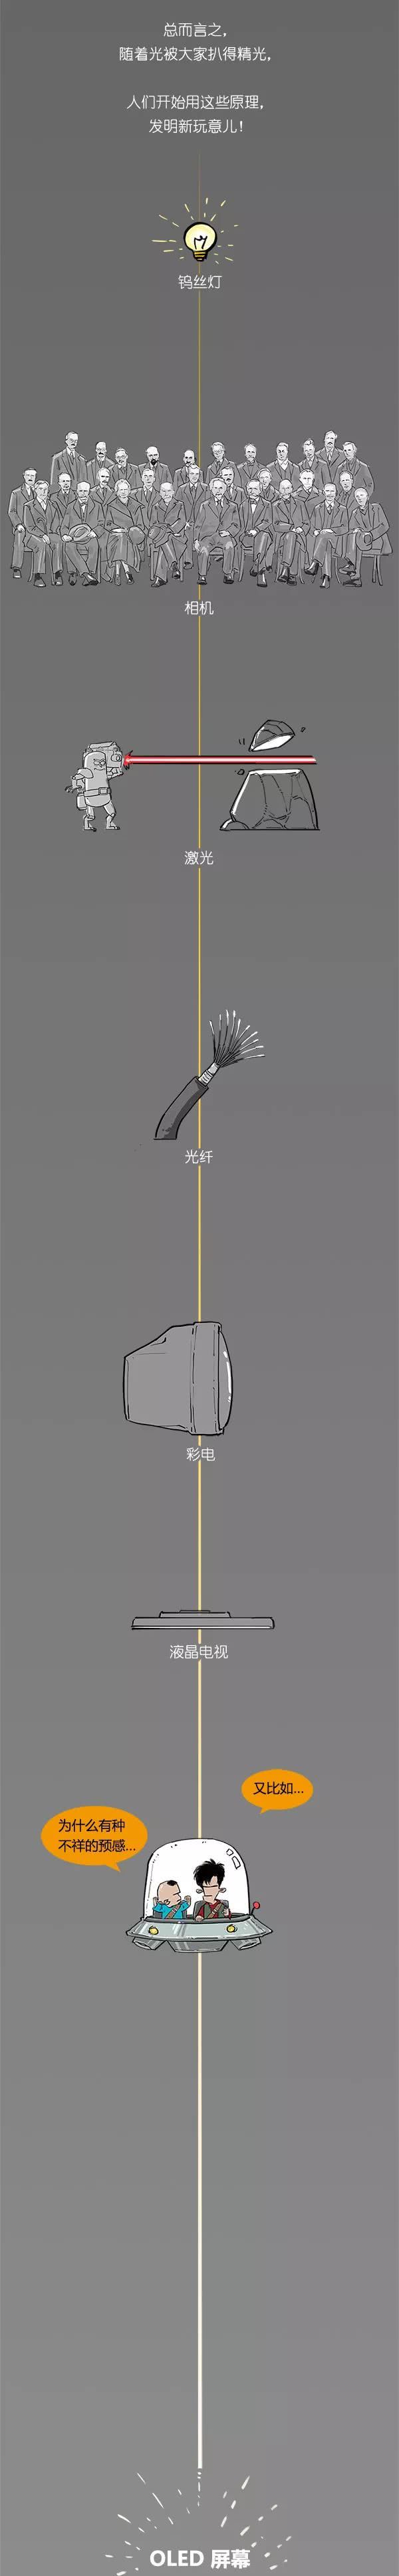 总而言之，
随着光被大家扒得精光，
人们开始用这些原理，
发明新玩意儿！
钨丝灯
相机
激光
光纤
彩电
液晶电视
又比如...
为什么有种
不祥的预感...
OLED 屏幕